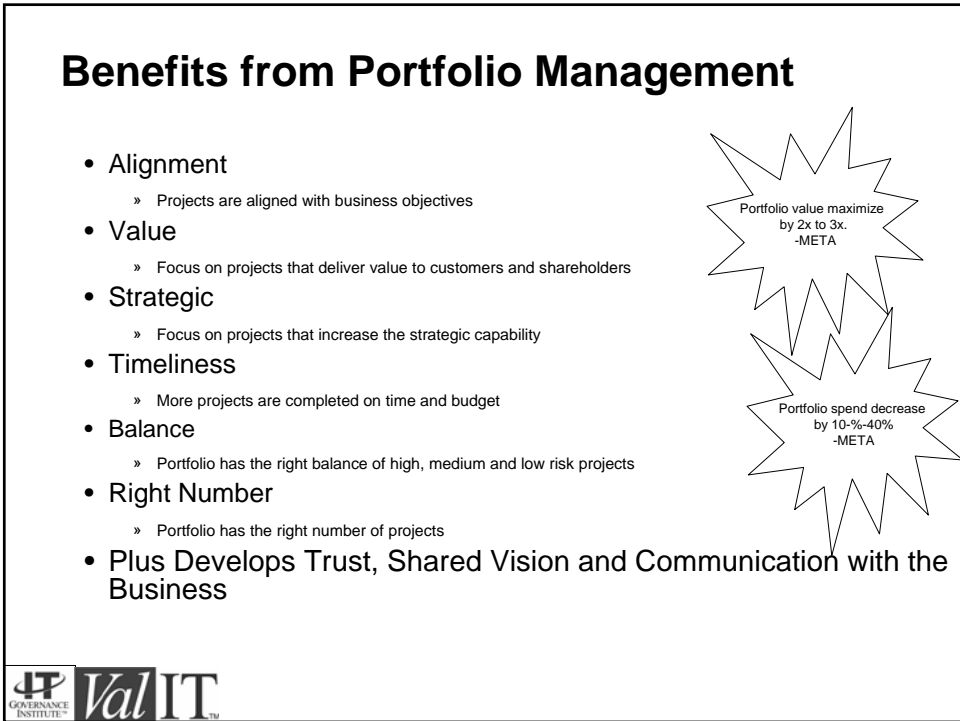 Benefits from Portfolio Management
• Alignment
» Projects are aligned with business objectives
• Value
» Focus on projects that deliver value to customers and shareholders
• Strategic
» Focus on projects that increase the strategic capability
• Timeliness
» More projects are completed on time and budget
• Balance
» Portfolio has the right balance of high, medium and low risk projects
• Right Number
» Portfolio has the right number of projects
• Plus Develops Trust, Shared Vision and Communication with the
Business
Portfolio value maximize
by 2x to 3x.
-META
Portfolio spend decrease
by 10-%-40%
-META
IT
GOVERNANCE
INSTITUTE™
Val IT™